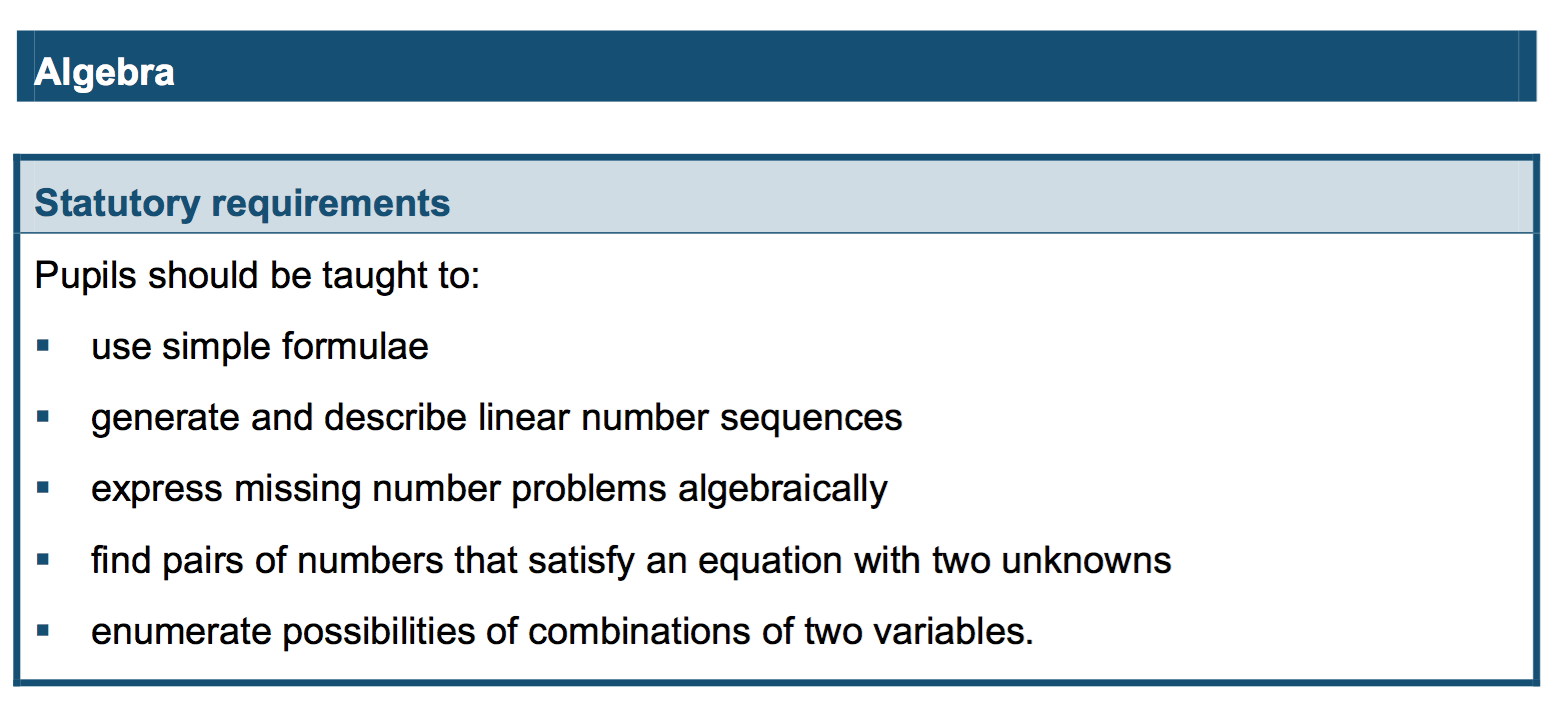 Algebra
Statutory requirements
Pupils should be taught to:
▪ use simple formulae
▪ generate and describe linear number sequences
▪ express missing number problems algebraically
▪ find pairs of numbers that satisfy an equation with two unknowns
▪ enumerate possibilities of combinations of two variables.